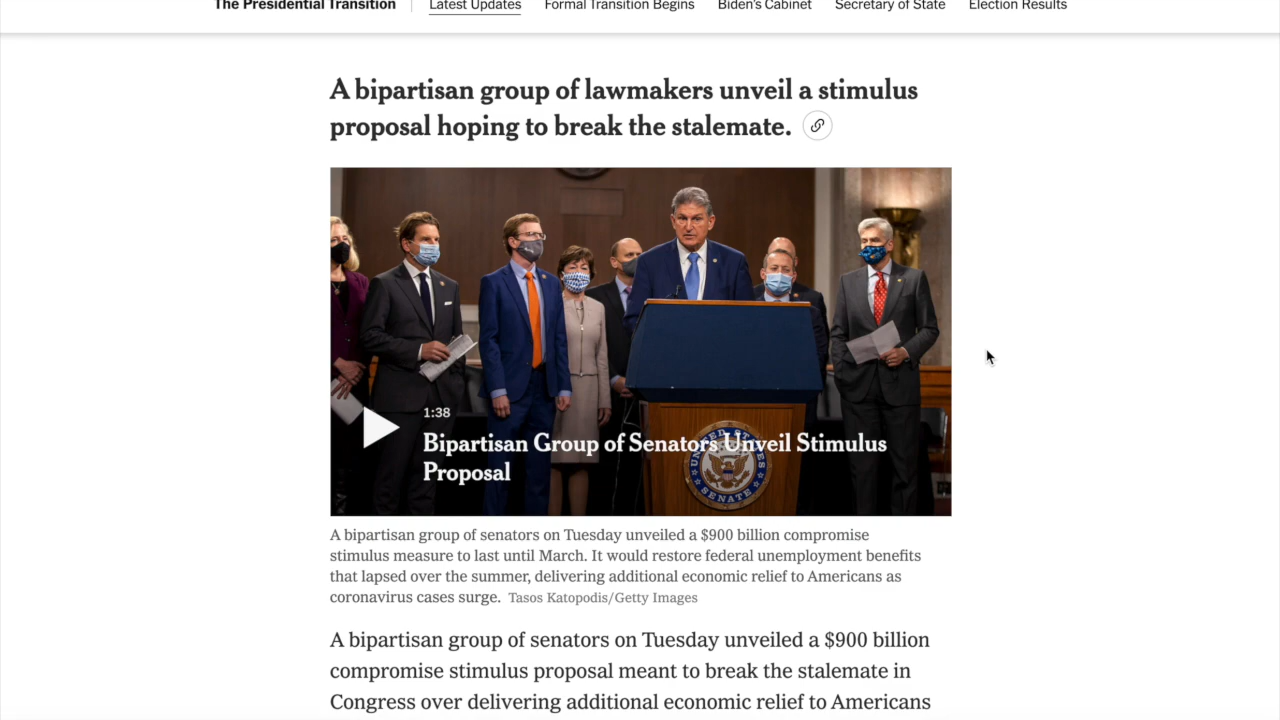 The Presidential Transition Latest Updates Formal Transition Begins Biden's Cabinet Secretary of State Election Results
A bipartisan group of lawmakers unveil a stimulus
proposal hoping to break the stalemate.
1:38
Bipartisan Group of Senators Unveil Stimulus
Proposal
UNITED STATES
SENATE
A bipartisan group of senators on Tuesday unveiled a $900 billion compromise
stimulus measure to last until March. It would restore federal unemployment benefits
that lapsed over the summer, delivering additional economic relief to Americans as
coronavirus cases surge. Tasos Katopodis/Getty Images
A bipartisan group of senators on Tuesday unveiled a $900 billion
compromise stimulus proposal meant to break the stalemate in
Congress over delivering additional economic relief to Americans